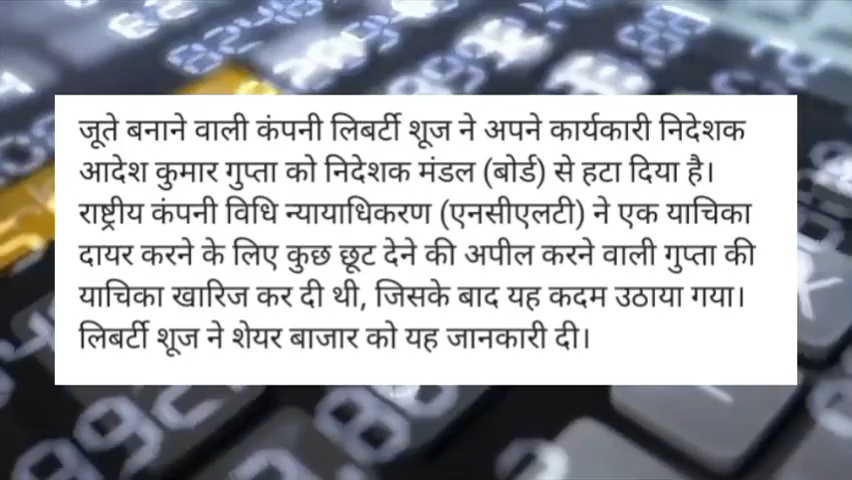 जूते बनाने वाली कंपनी लिबर्टी शूज ने अपने कार्यकारी निदेशक
आदेश कुमार गुप्ता को निदेशक मंडल (बोर्ड) से हटा दिया है।
राष्ट्रीय कंपनी विधि न्यायाधिकरण (एनसीएलटी) ने एक याचिका
दायर करने के लिए कुछ छूट देने की अपील करने वाली गुप्ता की
याचिका खारिज कर दी थी, जिसके बाद यह कदम उठाया गया।
लिबर्टी शूज ने शेयर बाजार को यह जानकारी दी।